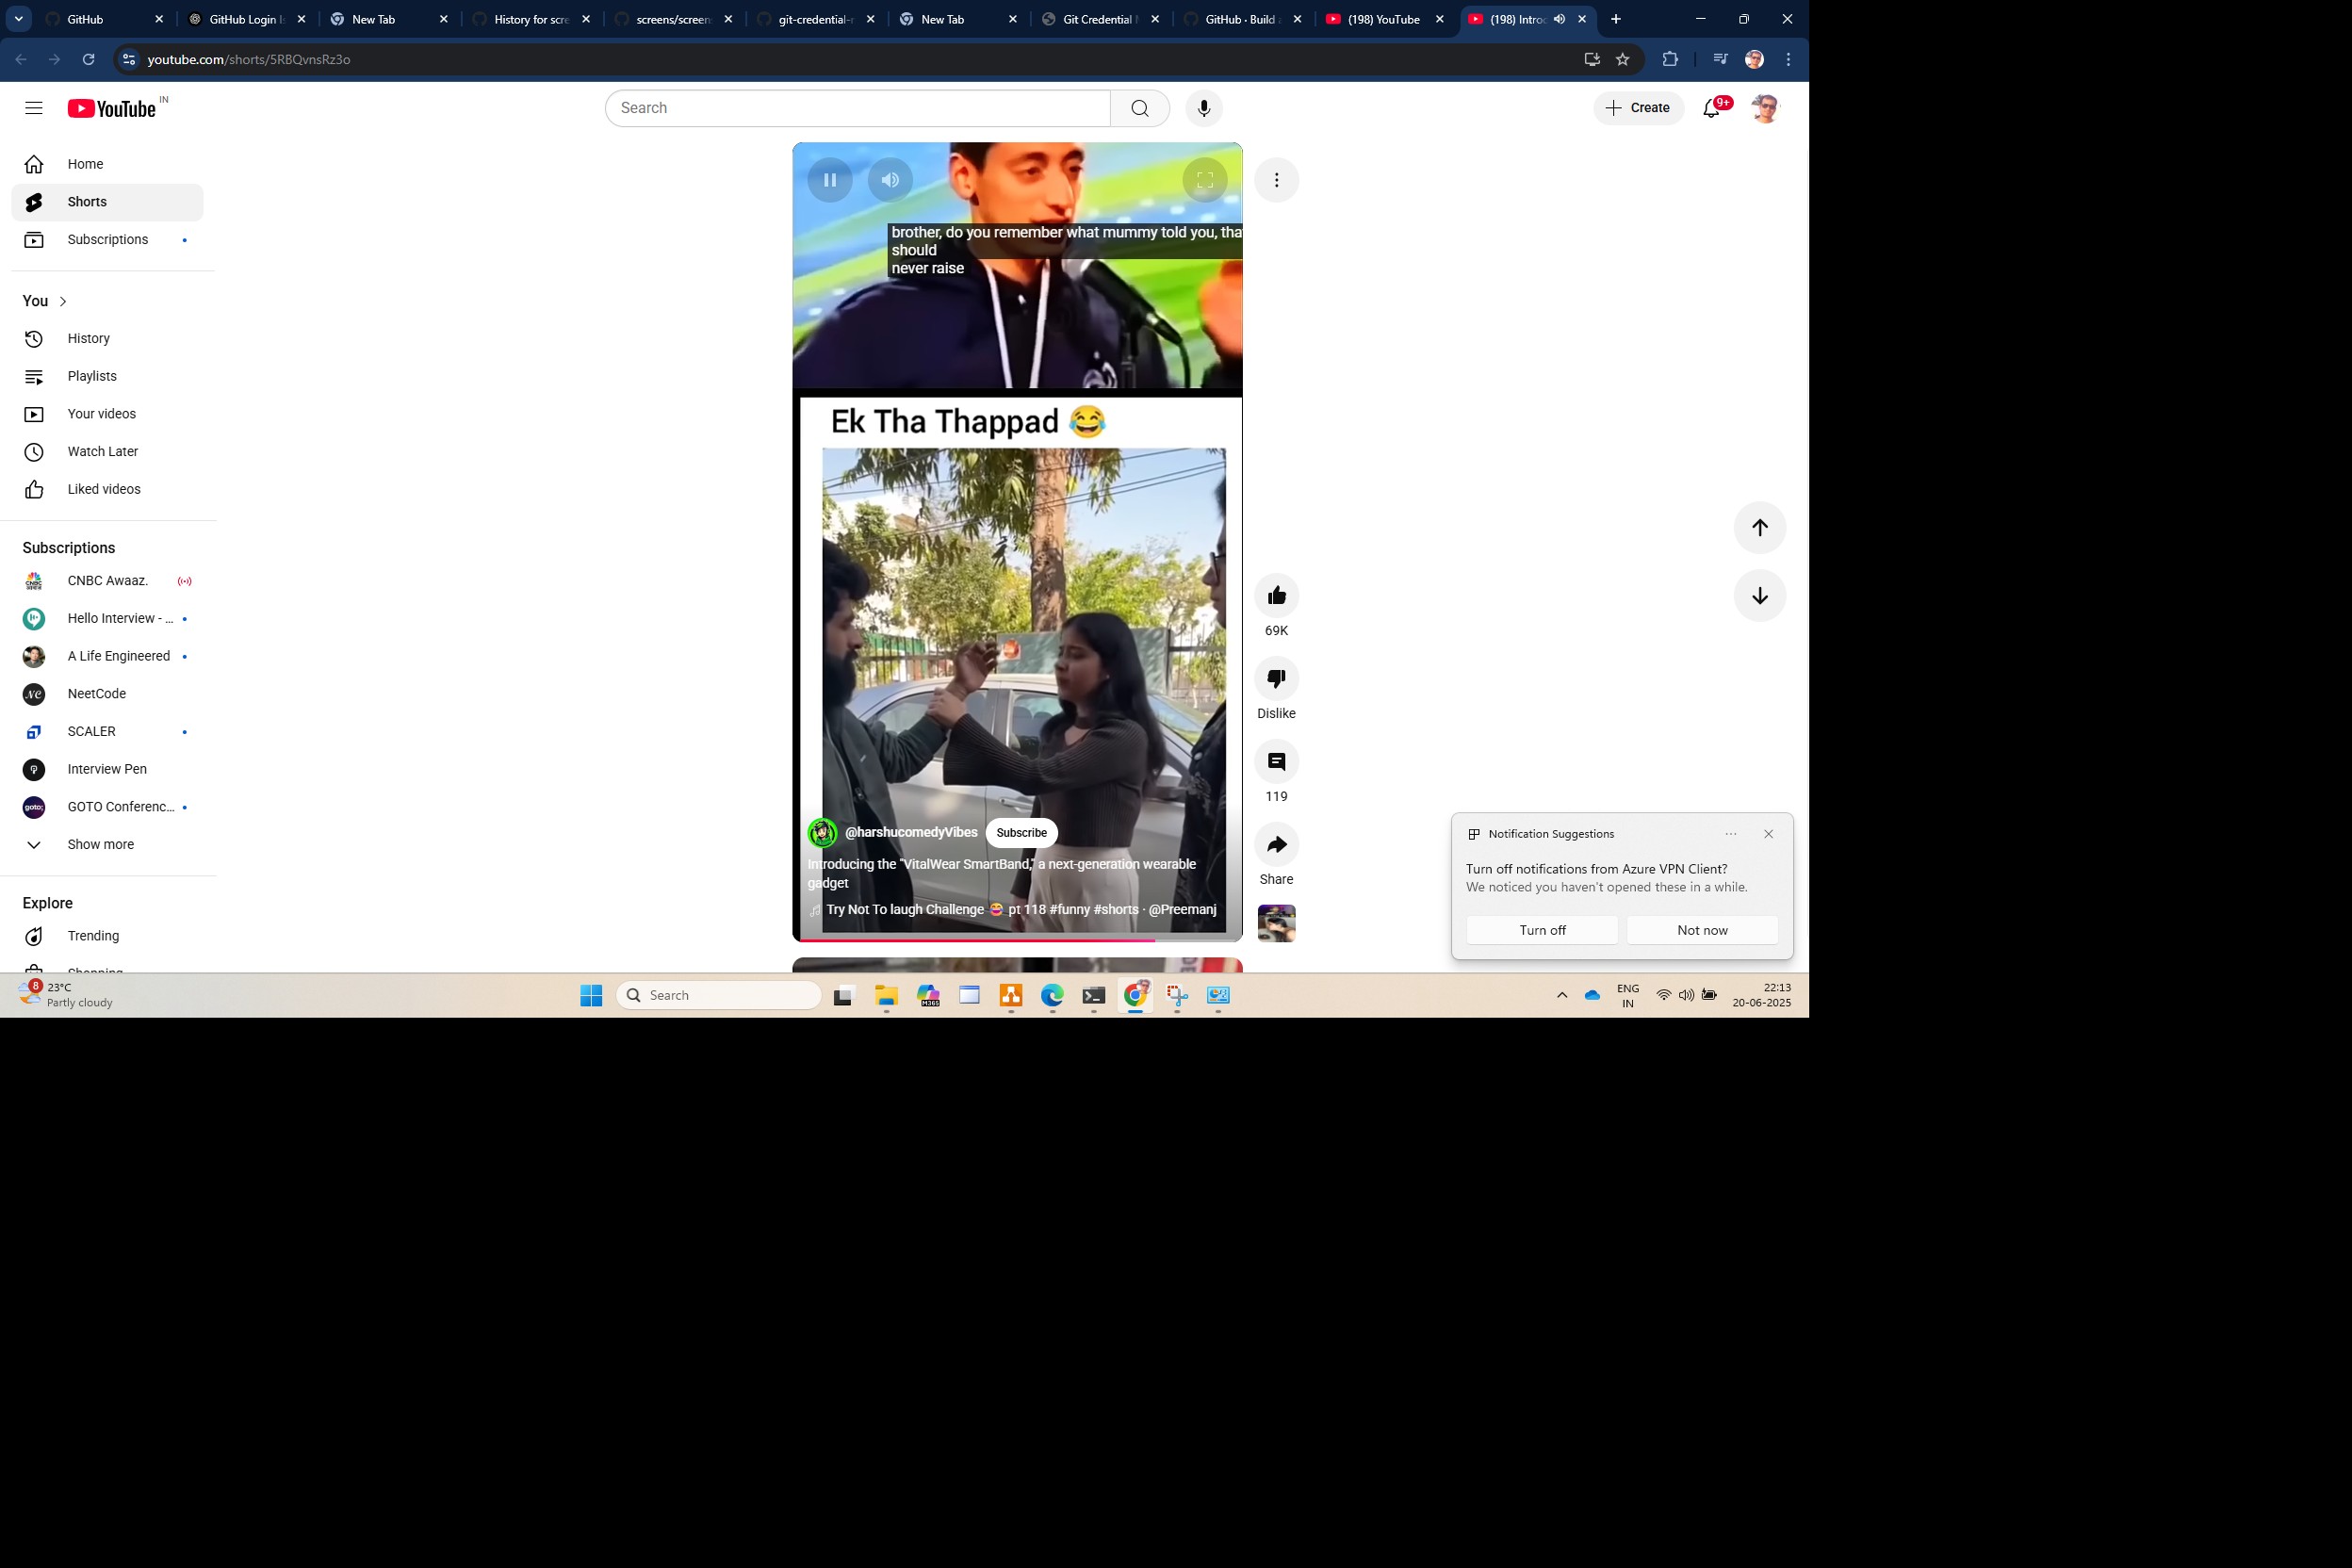 GitHub
GitHub Login
New Tab
History for scre
screens/screen
git-credential-
New Tab
Git Credential
GitHub · Build
(198) YouTube
(198) Intro
youtube.com/shorts/5RBQvnsRz3o
YouTube
IN
Search
Create
9+
Home
Shorts
Subscriptions
You
History
Playlists
Your videos
Watch Later
Liked videos
Subscriptions
CNBC Awaaz.
Hello Interview - ...
A Life Engineered
NeetCode
SCALER
Interview Pen
GOTO Conferenc...
Show more
Explore
Trending
Shopping
brother, do you remember what mummy told you, tha
should
never raise
Ek Tha Thappad 😂
@harshucomedyVibes
Subscribe
Introducing the "VitalWear SmartBand," a next-generation wearable
gadget
Try Not To laugh Challenge 😂 pt 118 #funny #shorts · @Preemanj
69K
Dislike
119
Share
Notification Suggestions
Turn off notifications from Azure VPN Client?
We noticed you haven't opened these in a while.
Turn off
Not now
8
23°C
Partly cloudy
Search
M365
ENG
IN
22:13
20-06-2025